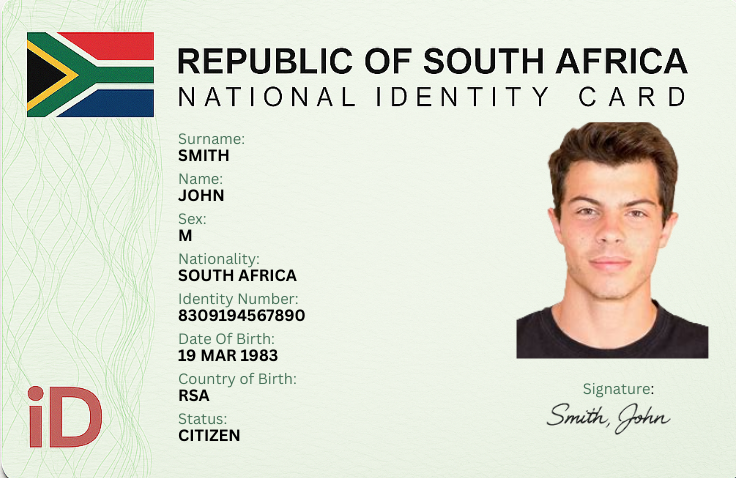 REPUBLIC OF SOUTH AFRICA
NATIONAL IDENTITY CARD
Surname:
SMITH
Name:
JOHN
Sex:
M
Nationality:
SOUTH AFRICA
Identity Number:
8309194567890
Date Of Birth:
19 MAR 1983
Country of Birth:
RSA
Status:
CITIZEN
iD
Signature:
Smith, John